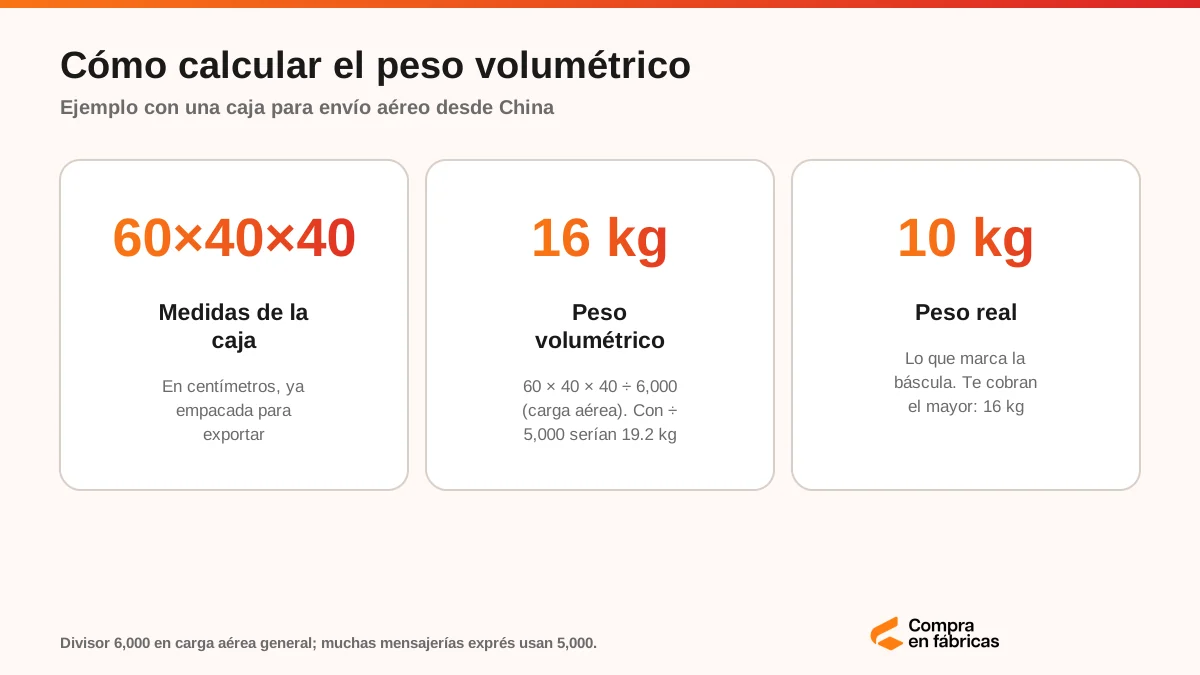 Cómo calcular el peso volumétrico
Ejemplo con una caja para envío aéreo desde China
60×40×40
Medidas de la
caja
En centímetros, ya
empacada para
exportar
16 kg
Peso
volumétrico
60 × 40 × 40 ÷ 6,000
(carga aérea). Con ÷
5,000 serían 19.2 kg
10 kg
Peso real
Lo que marca la
báscula. Te cobran
el mayor: 16 kg
Divisor 6,000 en carga aérea general; muchas mensajerías exprés usan 5,000.
Compra
en fábricas